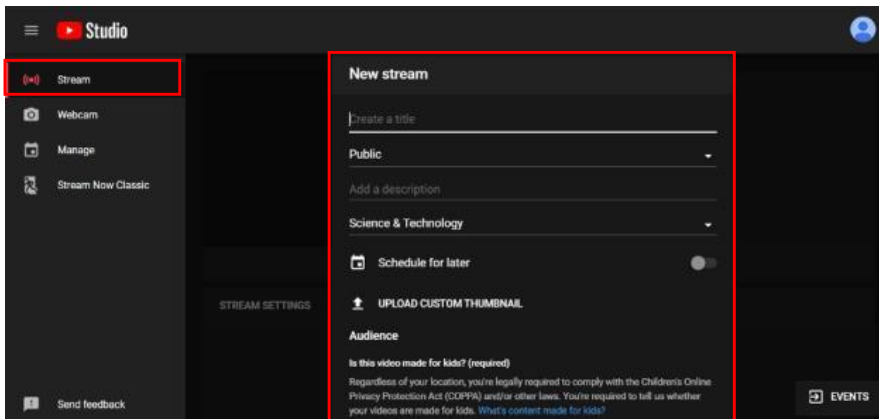 Studio
Stream
Webcam
Manage
Stream Now Classic
Send feedback
New stream
Create a title
Public
Add a description
Science & Technology
Schedule for later
UPLOAD CUSTOM THUMBNAIL
Audience
Is this video made for kids? (required)
Regardless of your location, you're legally required to comply with the Children's Online
Privacy Protection Act (COPPA) and/or other laws. You're required to tell us whether
your videos are made for kids. What's content made for kids?
STREAM SETTINGS
EVENTS